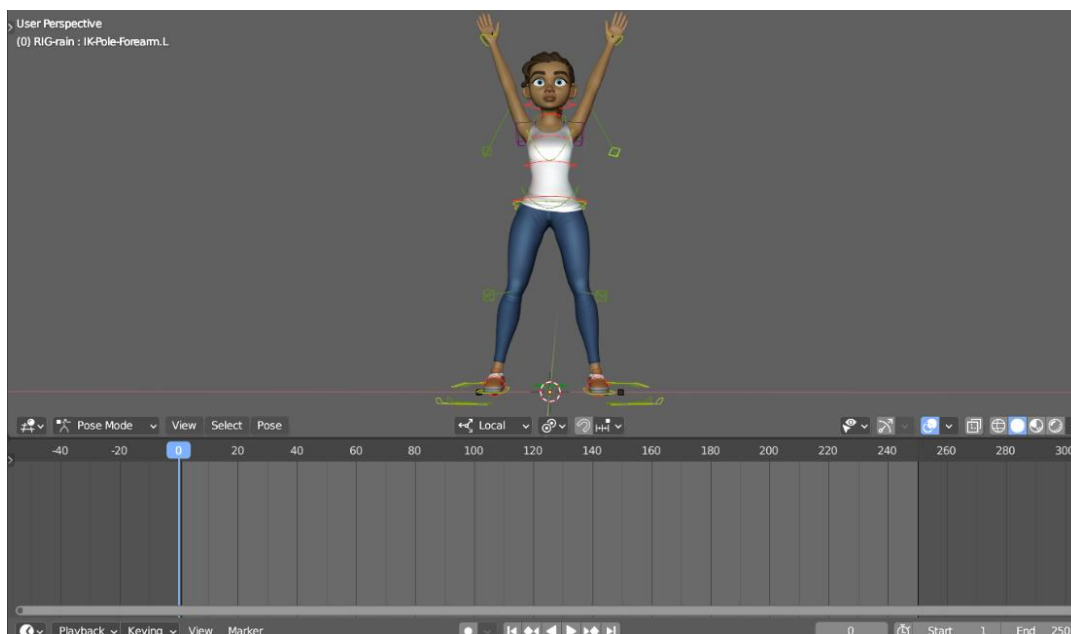 User Perspective
(0) RIG-rain : IK-Pole-Forearm.L
Pose Mode View Select Pose Local
-40 -20 0 20 40 60 80 100 120 140 160 180 200 220 240 260 280 300
Playback Keying View Marker 0 Start 1 End 250